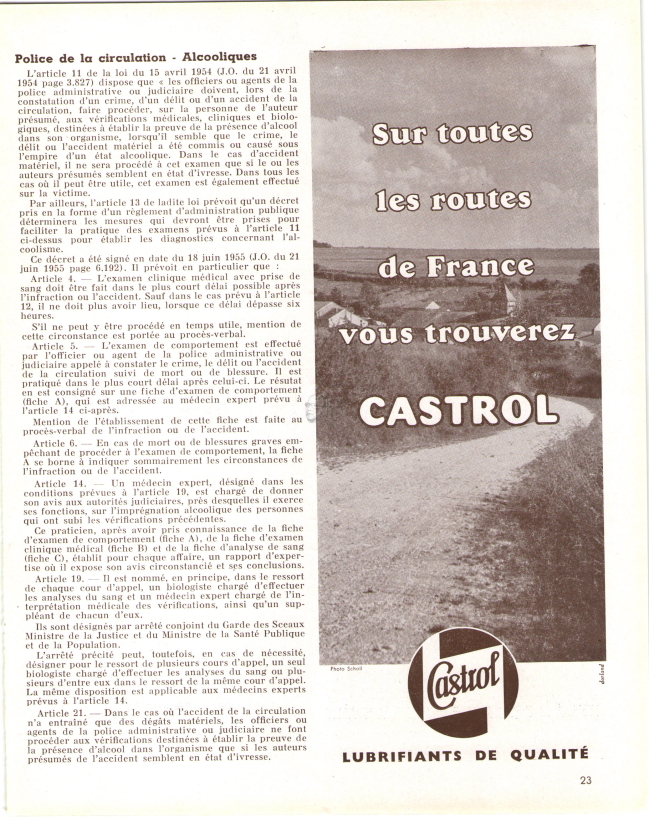 Police de la circulation - Alcooliques
L'article 11 de la loi du 15 avril 1954 (J.O. du 21 avril
1954 page 3.827) dispose que « les officiers ou agents de la
police administrative ou judiciaire doivent, lors de la
constatation d'un crime, d'un délit ou d'un accident de la
circulation, faire procéder, sur la personne de l'auteur
présumé, aux vérifications médicales, cliniques et biolo-
giques, destinées à établir la preuve de la présence d'alcool
dans son organisme, lorsqu'il semble que le crime, le
délit ou l'accident matériel a été commis ou causé sous
l'empire d'un état alcoolique. Dans le cas d'accident
matériel, il ne sera procédé à cet examen que si le ou les
auteurs présumés semblent en état d'ivresse. Dans tous les
cas où il peut être utile, cet examen est également effectué
sur la victime.
Par ailleurs, l'article 13 de ladite loi prévoit qu'un décret
pris en la forme d'un règlement d'administration publique
déterminera les mesures qui devront être prises pour
faciliter la pratique des examens prévus à l'article 11
ci-dessus pour établir les diagnostics concernant l'al-
coolisme.
Ce décret a été signé en date du 18 juin 1955 (J.O. du 21
juin 1955 page 6.192). Il prévoit en particulier que :
Article 4. — L'examen clinique médical avec prise de
sang doit être fait dans le plus court délai possible après
l'infraction ou l'accident. Sauf dans le cas prévu à l'article
12, il ne doit plus avoir lieu, lorsque ce délai dépasse six
heures.
S'il ne peut y être procédé en temps utile, mention de
cette circonstance est portée au procès-verbal.
Article 5. — L'examen de comportement est effectué
par l'officier ou agent de la police administrative ou
judiciaire appelé à constater le crime, le délit ou l'accident
de la circulation suivi de mort ou de blessure. Il est
pratiqué dans le plus court délai après celui-ci. Le résutat
en est consigné sur une fiche d'examen de comportement
(fiche A), qui est adressée au médecin expert prévu à
l'article 14 ci-après.
Mention de l'établissement de cette fiche est faite au
procès-verbal de l'infraction ou de l'accident.
Article 6. — En cas de mort ou de blessures graves em-
pêchant de procéder à l'examen de comportement, la fiche
A se borne à indiquer sommairement les circonstances de
l'infraction ou de l'accident.
Article 14. — Un médecin expert, désigné dans les
conditions prévues à l'article 19, est chargé de donner
son avis aux autorités judiciaires, près desquelles il exerce
ses fonctions, sur l'imprégnation alcoolique des personnes
qui ont subi les vérifications précédentes.
Ce praticien, après avoir pris connaissance de la fiche
d'examen de comportement (fiche A), de la fiche d'examen
clinique médical (fiche B) et de la fiche d'analyse de sang
(fiche C), établit pour chaque affaire, un rapport d'exper-
tise où il expose son avis circonstancié et ses conclusions.
Article 19. — Il est nommé, en principe, dans le ressort
de chaque cour d'appel, un biologiste chargé d'effectuer
les analyses du sang et un médecin expert chargé de l'in-
terprétation médicale des vérifications, ainsi qu'un sup-
pléant de chacun d'eux.
Ils sont désignés par arrêté conjoint du Garde des Sceaux
Ministre de la Justice et du Ministre de la Santé Publique
et de la Population.
L'arrêté précité peut, toutefois, en cas de nécessité,
désigner pour le ressort de plusieurs cours d'appel, un seul
biologiste chargé d'effectuer les analyses du sang ou plu-
sieurs d'entre eux dans le ressort de la même cour d'appel.
La même disposition est applicable aux médecins experts
prévus à l'article 14.
Article 21. — Dans le cas où l'accident de la circulation
n'a entraîné que des dégâts matériels, les officiers ou
agents de la police administrative ou judiciaire ne font
procéder aux vérifications destinées à établir la preuve de
la présence d'alcool dans l'organisme que si les auteurs
présumés de l'accident semblent en état d'ivresse.
Sur toutes
les routes
de France
vous trouverez
CASTROL
Photo Scholl
dorland
Castrol
LUBRIFIANTS DE QUALITÉ
23